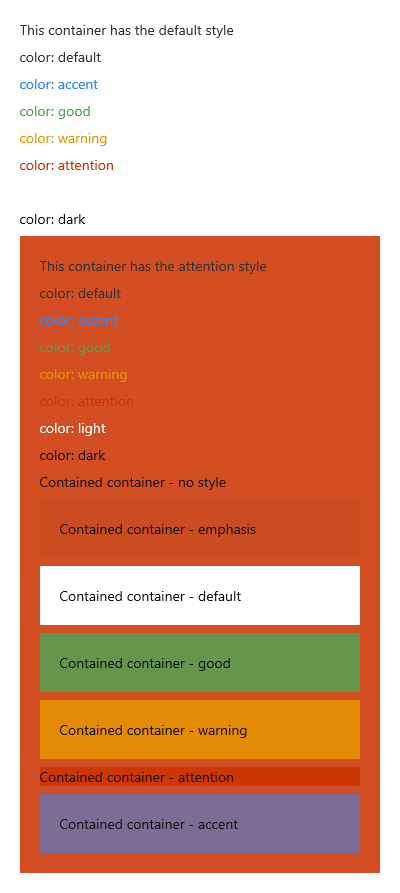 This container has the default style
color: default
color: accent
color: good
color: warning
color: attention
color: dark
This container has the attention style
color: default
color: accent
color: good
color: warning
color: attention
color: light
color: dark
Contained container - no style
Contained container - emphasis
Contained container - default
Contained container - good
Contained container - warning
Contained container - attention
Contained container - accent